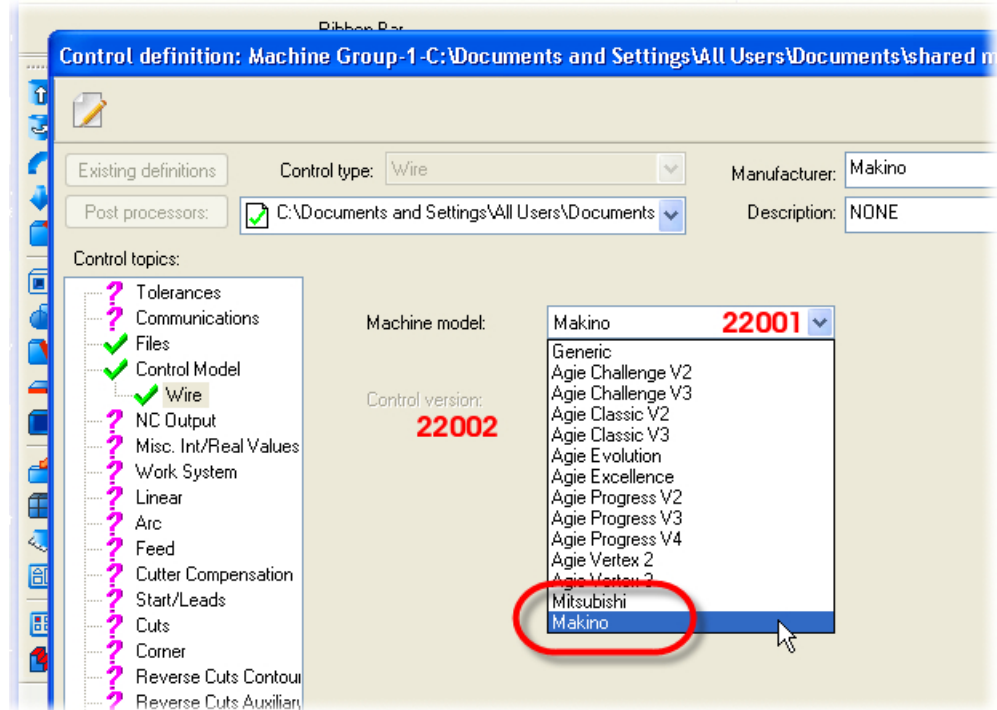 Ribbon Bar
Control definition: Machine Group-1-C:\Documents and Settings\All Users\Documents\shared
Existing definitions
Control type:
Wire
Manufacturer:
Makino
Post processors:
C:\Documents and Settings\All Users\Documents
Description:
NONE
Control topics:
Tolerances
Communications
Files
Control Model
Wire
NC Output
Misc. Int/Real Values
Work System
Linear
Arc
Feed
Cutter Compensation
Start/Leads
Cuts
Corner
Reverse Cuts Contour
Reverse Cuts Auxiliary
Machine model:
Makino
22001
Control version:
22002
Generic
Agie Challenge V2
Agie Challenge V3
Agie Classic V2
Agie Classic V3
Agie Evolution
Agie Excellence
Agie Progress V2
Agie Progress V3
Agie Progress V4
Agie Vertex 2
Agie Vertex 3
Mitsubishi
Makino